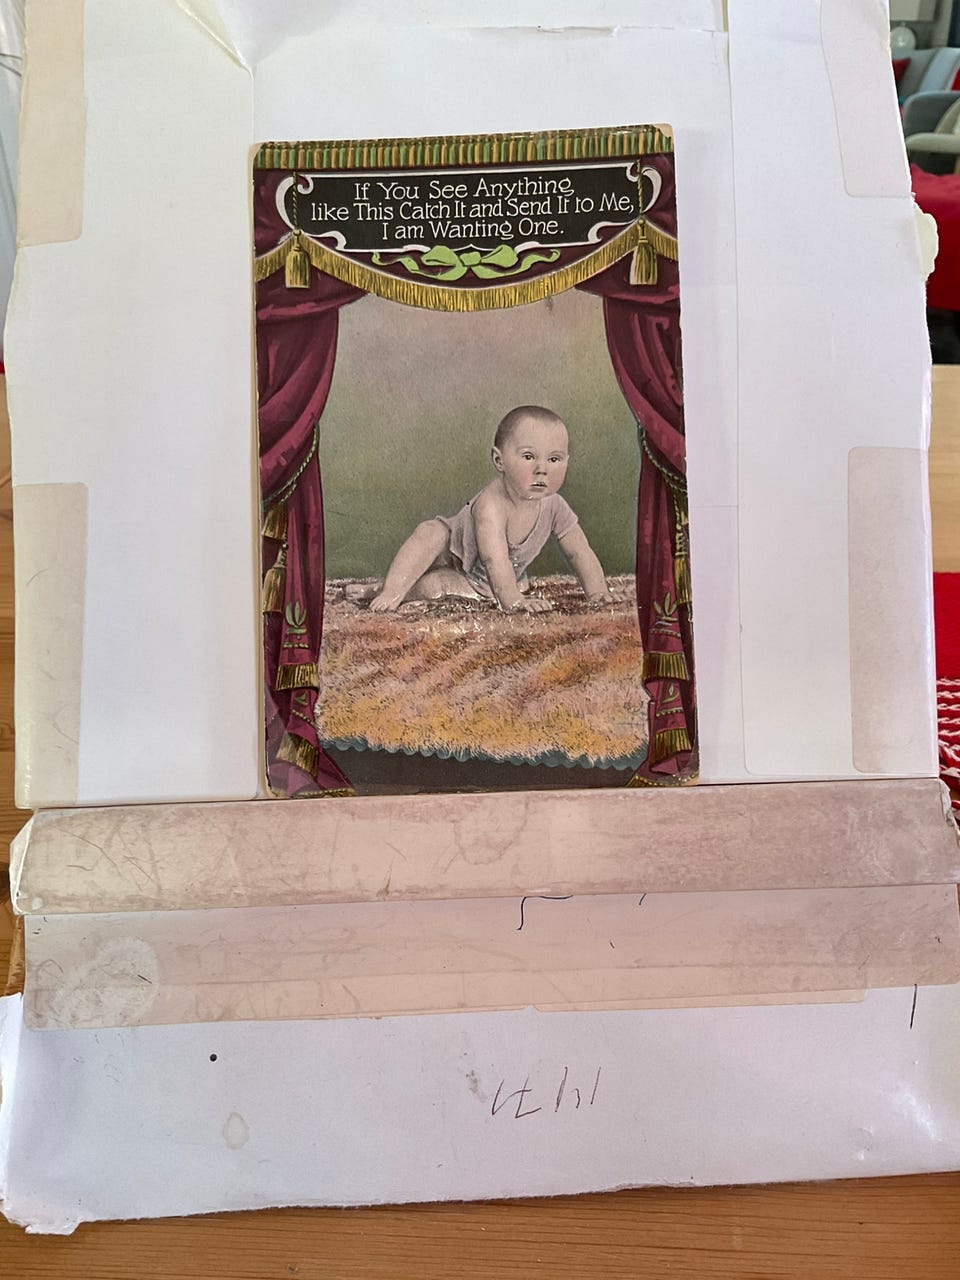 If You See Anything
like This Catch It and Send It to Me,
I am Wanting One.